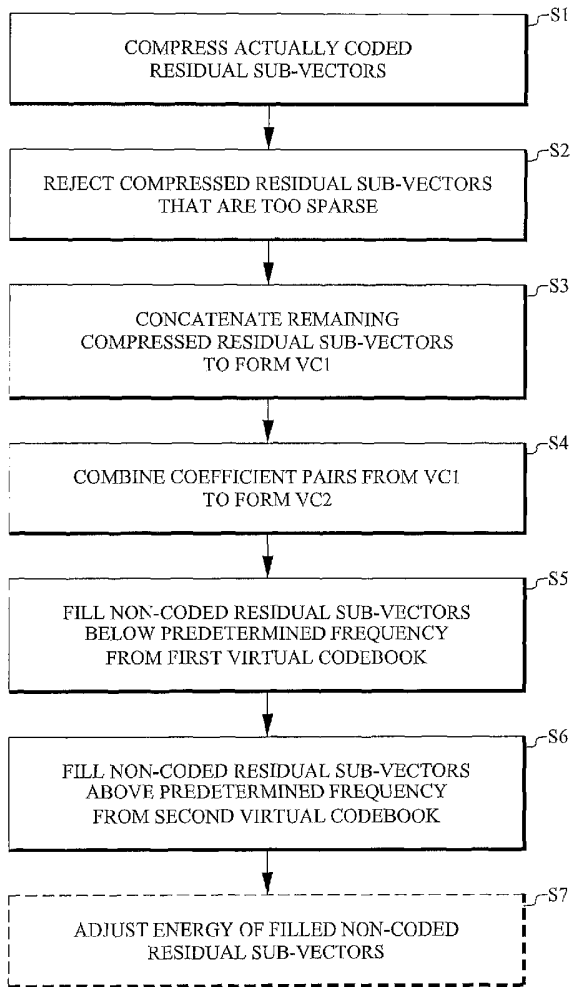 S1
COMPRESS ACTUALLY CODED
RESIDUAL SUB-VECTORS
S2
REJECT COMPRESSED RESIDUAL SUB-VECTORS
THAT ARE TOO SPARSE
S3
CONCATENATE REMAINING
COMPRESSED RESIDUAL SUB-VECTORS
TO FORM VC1
S4
COMBINE COEFFICIENT PAIRS FROM VC1
TO FORM VC2
S5
FILL NON-CODED RESIDUAL SUB-VECTORS
BELOW PREDETERMINED FREQUENCY
FROM FIRST VIRTUAL CODEBOOK
S6
FILL NON-CODED RESIDUAL SUB-VECTORS
ABOVE PREDETERMINED FREQUENCY
FROM SECOND VIRTUAL CODEBOOK
S7
ADJUST ENERGY OF FILLED NON-CODED
RESIDUAL SUB-VECTORS